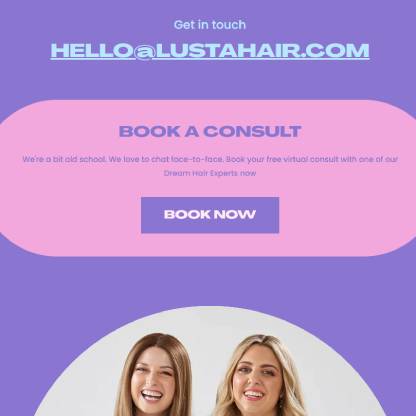 Get in touch
HELLO@LUSTAHAIR.COM
BOOK A CONSULT
We're a bit old school. We love to chat face-to-face. Book your free virtual consult with one of our
Dream Hair Experts now
BOOK NOW